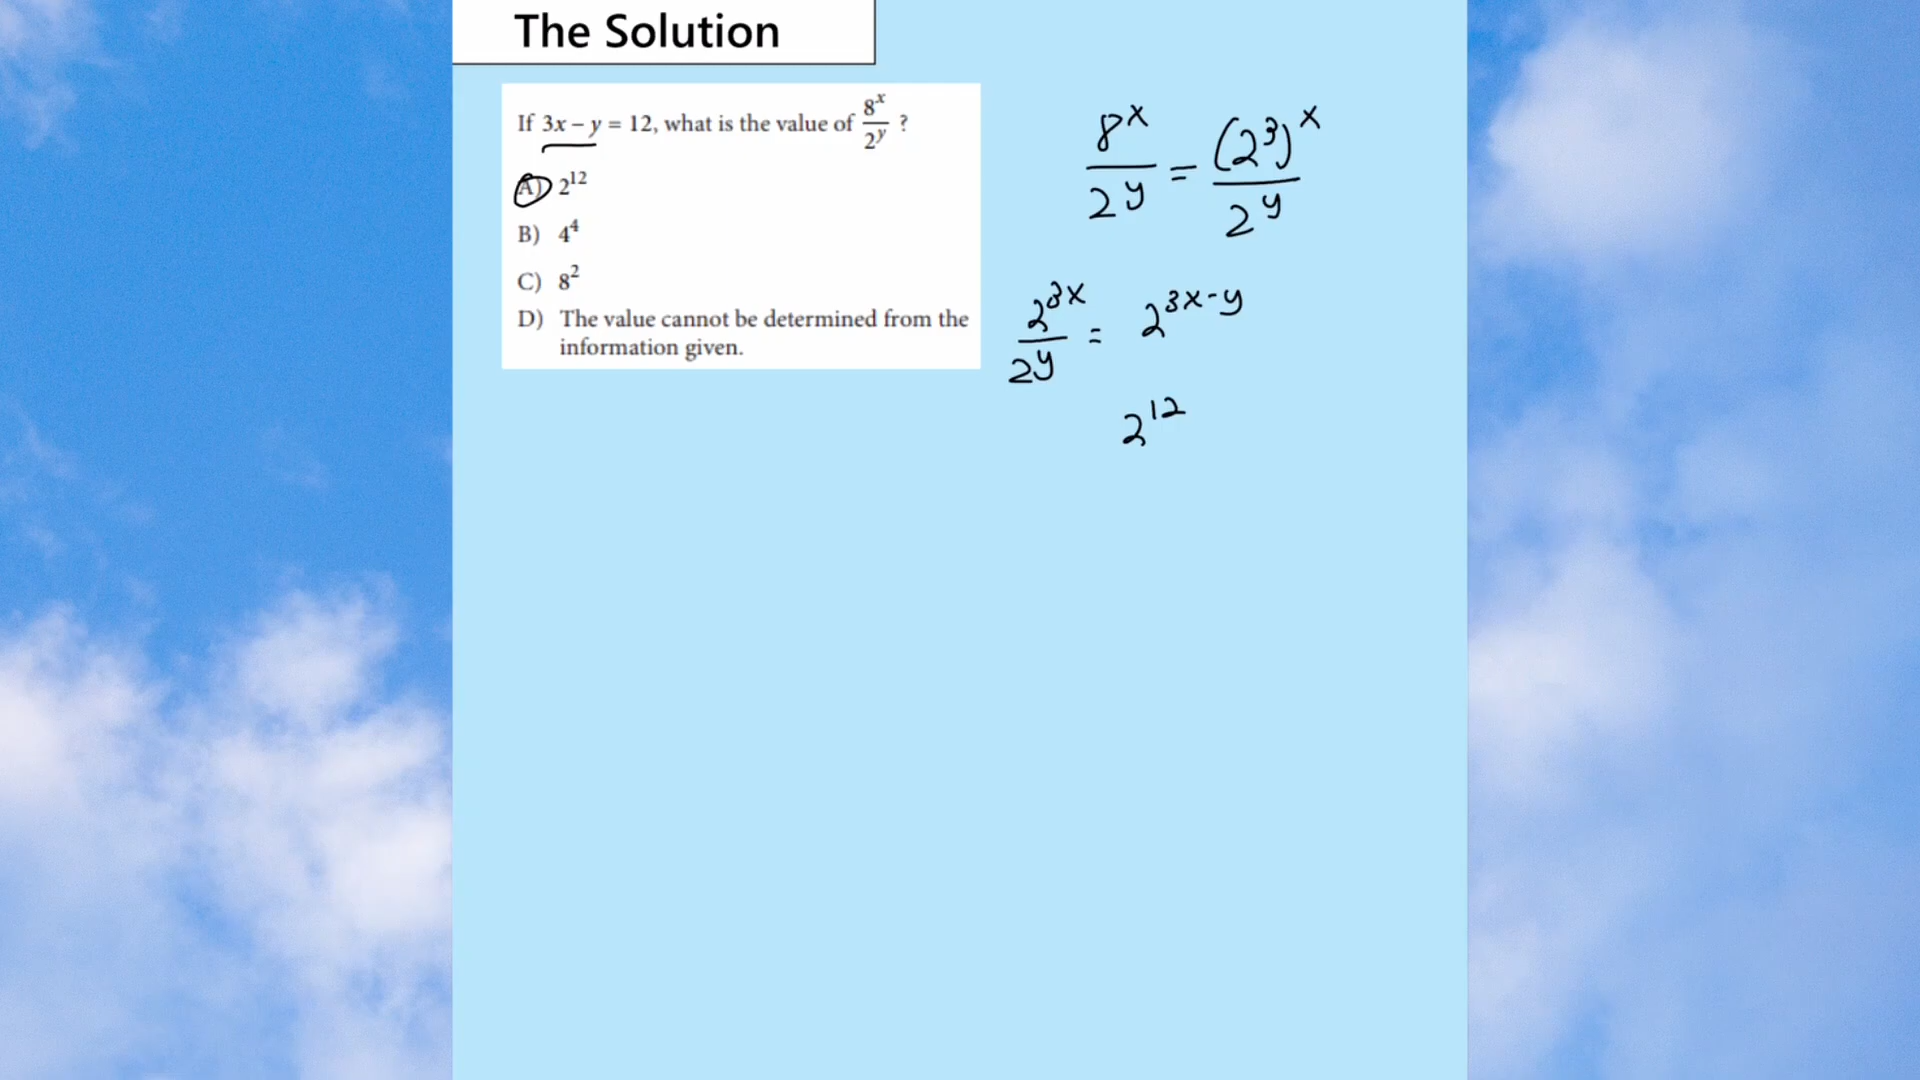 The Solution
If 3x – y = 12, what is the value of 8^x/2^y ?
A) 2^12
B) 4^4
C) 8^2
D) The value cannot be determined from the
information given.
8^x/2^y = (2^3)^x/2^y
2^3x/2^y = 2^3x-y
2^12